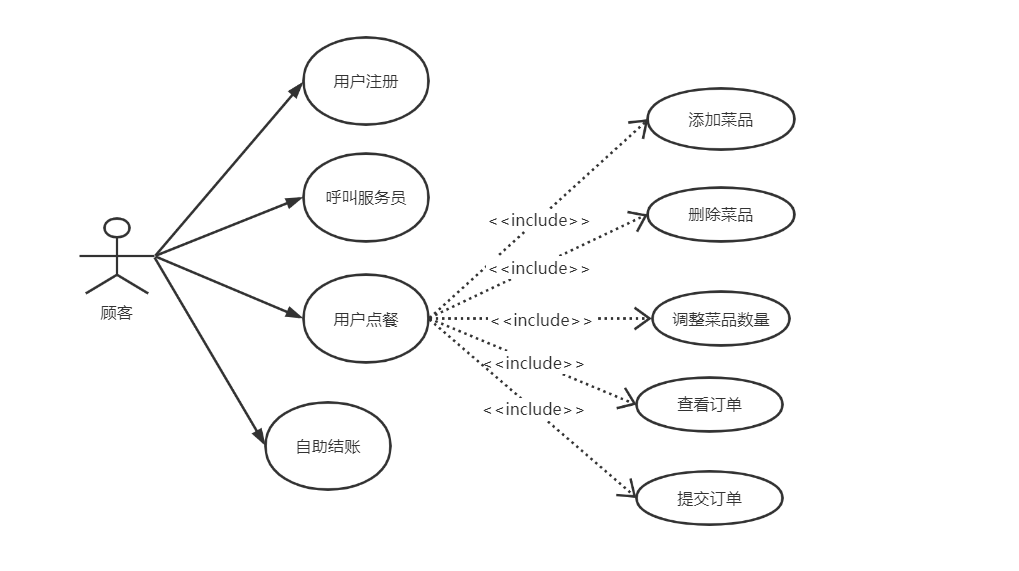 用户注册
呼叫服务员
顾客
用户点餐
自助结账
<<include>>
<<include>>
<<include>>
<<include>>
<<include>>
添加菜品
删除菜品
调整菜品数量
查看订单
提交订单